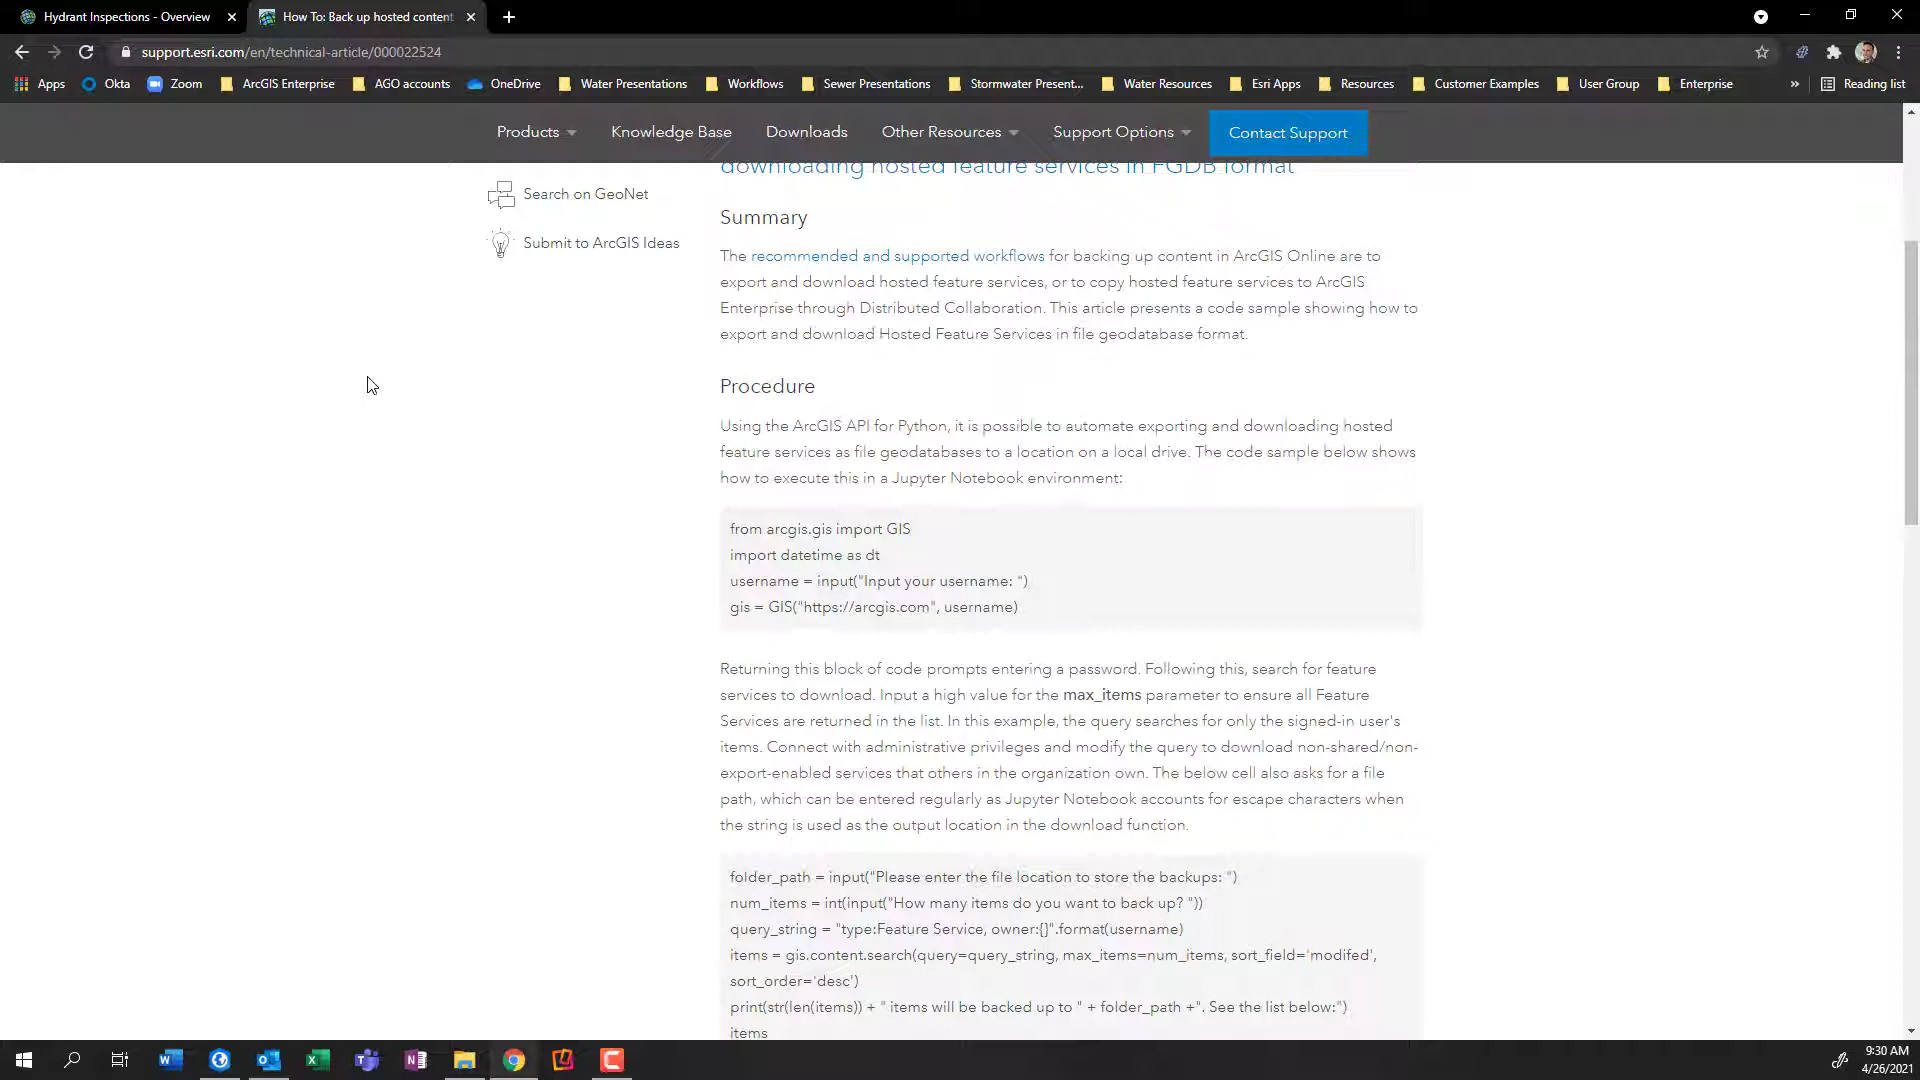 Hydrant Inspections - Overview
How To: Back up hosted content
support.esri.com/en/technical-article/000022524
Apps
Okta
Zoom
ArcGIS Enterprise
AGO accounts
OneDrive
Water Presentations
Workflows
Sewer Presentations
Stormwater Present...
Water Resources
Esri Apps
Resources
Customer Examples
User Group
Enterprise
»
Reading list
Products
Knowledge Base
Downloads
Other Resources
Support Options
Contact Support
downloading hosted feature services in FGDB format
Search on GeoNet
Submit to ArcGIS Ideas
Summary
The recommended and supported workflows for backing up content in ArcGIS Online are to
export and download hosted feature services, or to copy hosted feature services to ArcGIS
Enterprise through Distributed Collaboration. This article presents a code sample showing how to
export and download Hosted Feature Services in file geodatabase format.
Procedure
Using the ArcGIS API for Python, it is possible to automate exporting and downloading hosted
feature services as file geodatabases to a location on a local drive. The code sample below shows
how to execute this in a Jupyter Notebook environment:
from arcgis.gis import GIS
import datetime as dt
username = input("Input your username: ")
gis = GIS("https://arcgis.com", username)
Returning this block of code prompts entering a password. Following this, search for feature
services to download. Input a high value for the max_items parameter to ensure all Feature
Services are returned in the list. In this example, the query searches for only the signed-in user's
items. Connect with administrative privileges and modify the query to download non-shared/non-
export-enabled services that others in the organization own. The below cell also asks for a file
path, which can be entered regularly as Jupyter Notebook accounts for escape characters when
the string is used as the output location in the download function.
folder_path = input("Please enter the file location to store the backups: ")
num_items = int(input("How many items do you want to back up? "))
query_string = "type:Feature Service, owner:{}".format(username)
items = gis.content.search(query=query_string, max_items=num_items, sort_field='modifed',
sort_order='desc')
print(str(len(items)) + " items will be backed up to " + folder_path +". See the list below:")
items
9:30 AM
4/26/2021